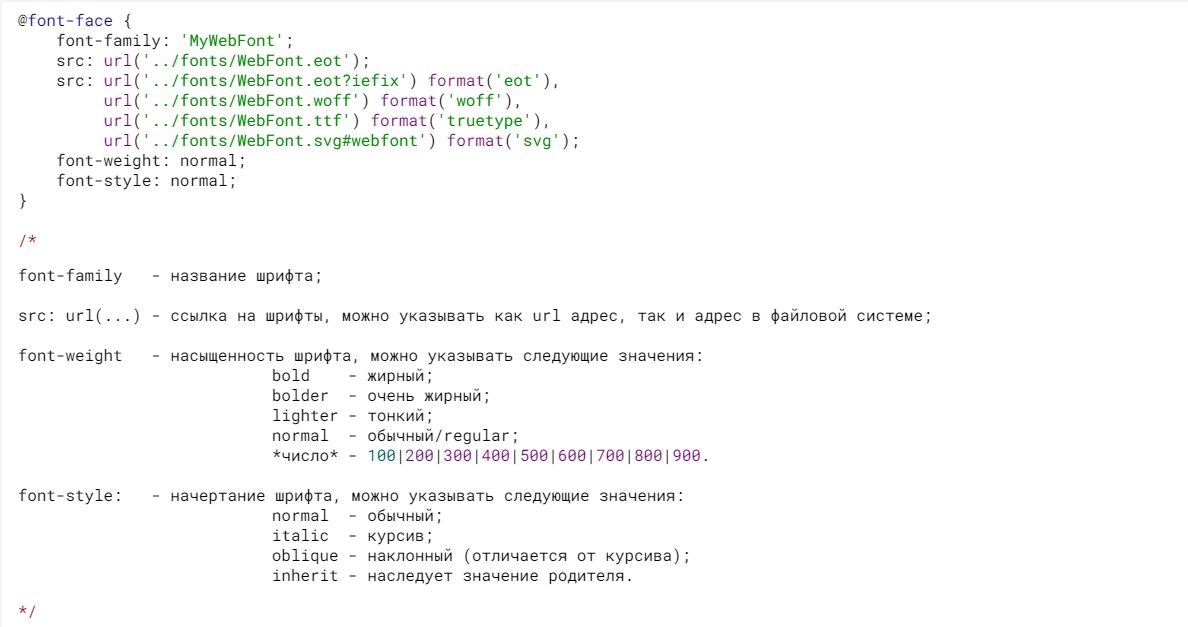 @font-face {
    font-family: 'MyWebFont';
    src: url('../fonts/WebFont.eot');
    src: url('../fonts/WebFont.eot?iefix') format('eot'),
         url('../fonts/WebFont.woff') format('woff'),
         url('../fonts/WebFont.ttf') format('truetype'),
         url('../fonts/WebFont.svg#webfont') format('svg');
    font-weight: normal;
    font-style: normal;
}
/*
font-family   - название шрифта;
src: url(...) - ссылка на шрифты, можно указывать как url адрес, так и адрес в файловой системе;
font-weight   - насыщенность шрифта, можно указывать следующие значения:
bold    - жирный;
bolder  - очень жирный;
lighter - тонкий;
normal  - обычный/regular;
*число* - 100|200|300|400|500|600|700|800|900.
font-style:   - начертание шрифта, можно указывать следующие значения:
normal  - обычный;
italic  - курсив;
oblique - наклонный (отличается от курсива);
inherit - наследует значение родителя.
*/